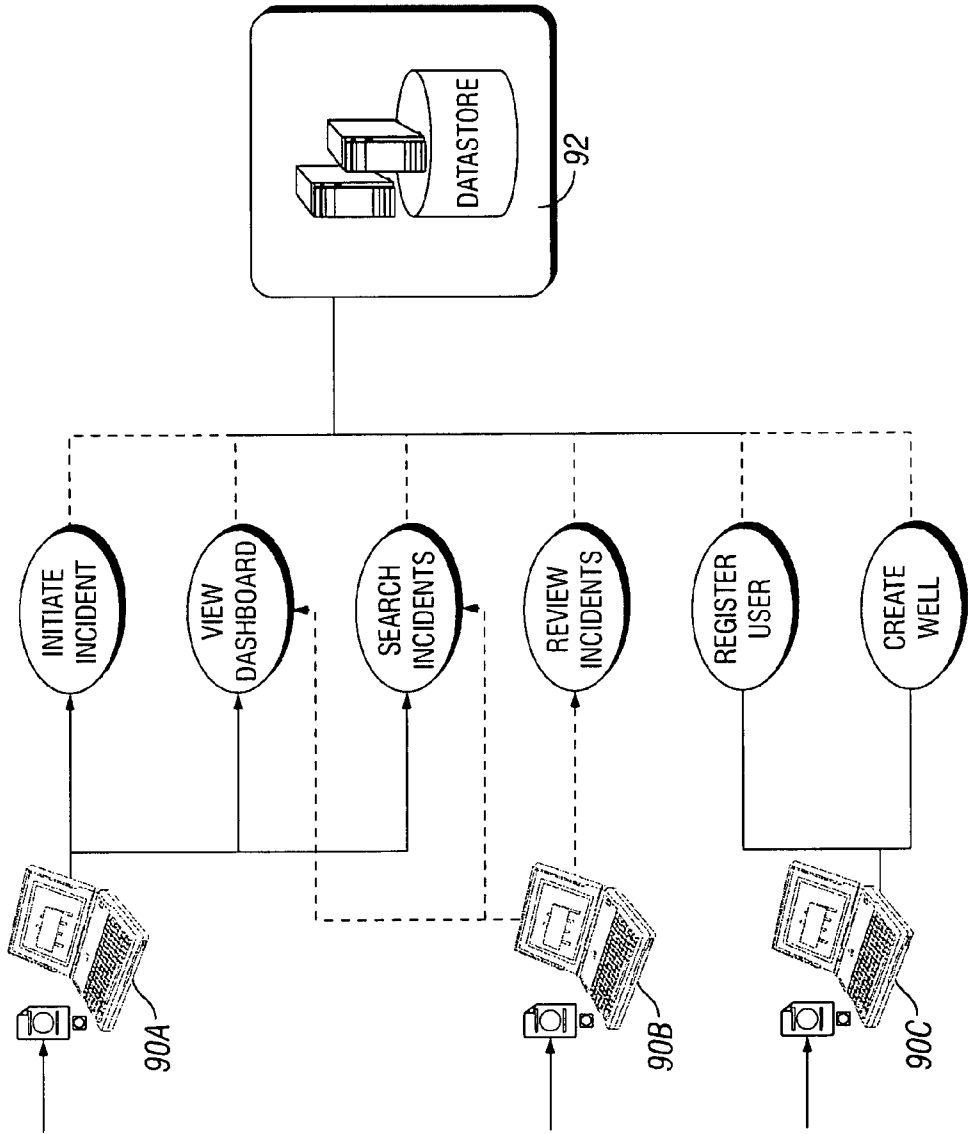 INITIATE
INCIDENT
VIEW
DASHBOARD
SEARCH
INCIDENTS
REVIEW
INCIDENTS
REGISTER
USER
CREATE
WELL
DATASTORE
92
90A
90B
90C